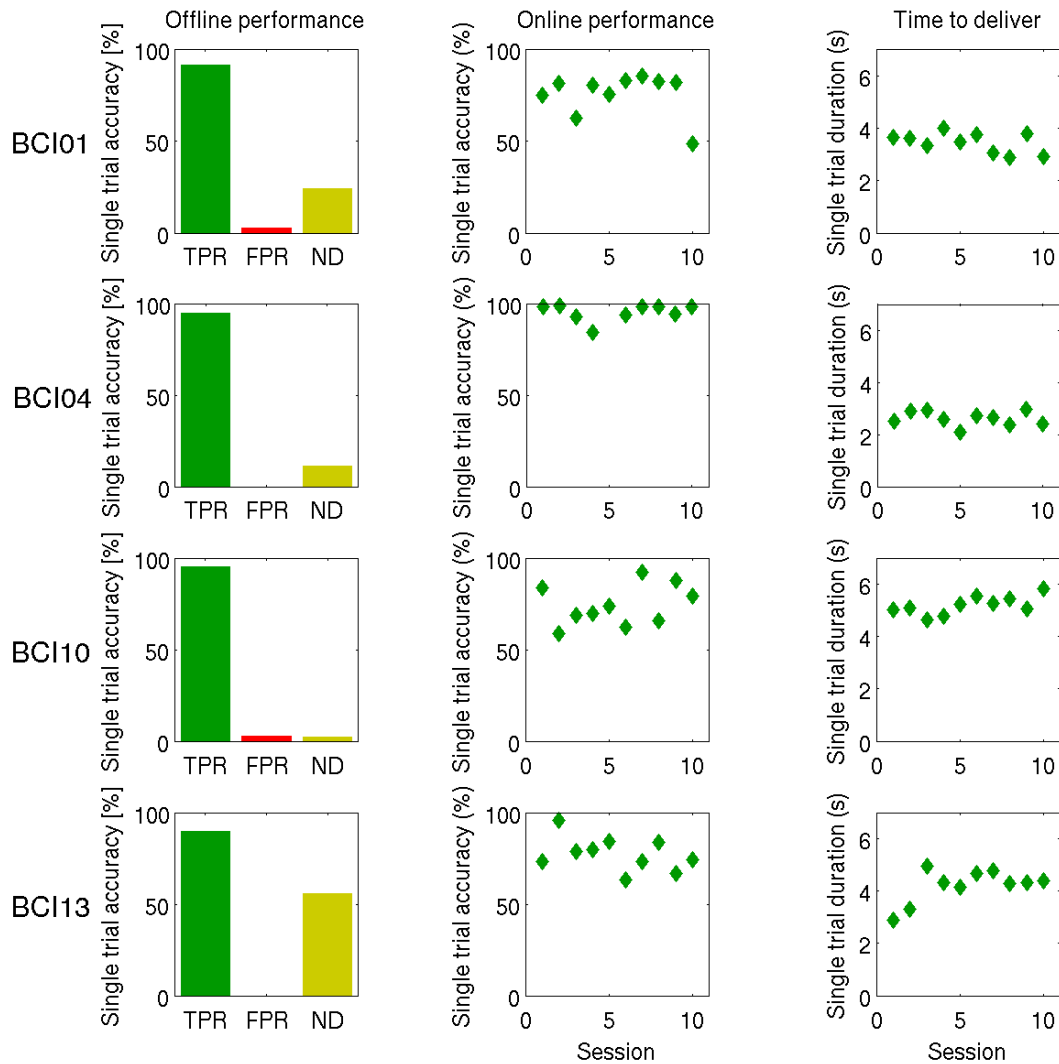 Offline performance
Online performance
Time to deliver
BCI01
Single trial accuracy [%]
100
50
0
TPR FPR ND
Single trial accuracy (%)
100
50
0
0 5 10
Single trial duration (s)
6
4
2
0
0 5 10
BCI04
Single trial accuracy [%]
100
50
0
TPR FPR ND
Single trial accuracy (%)
100
50
0
0 5 10
Single trial duration (s)
6
4
2
0
0 5 10
BCI10
Single trial accuracy [%]
100
50
0
TPR FPR ND
Single trial accuracy (%)
100
50
0
0 5 10
Single trial duration (s)
6
4
2
0
0 5 10
BCI13
Single trial accuracy [%]
100
50
0
TPR FPR ND
Single trial accuracy (%)
100
50
0
0 5 10
Session
Single trial duration (s)
6
4
2
0
0 5 10
Session